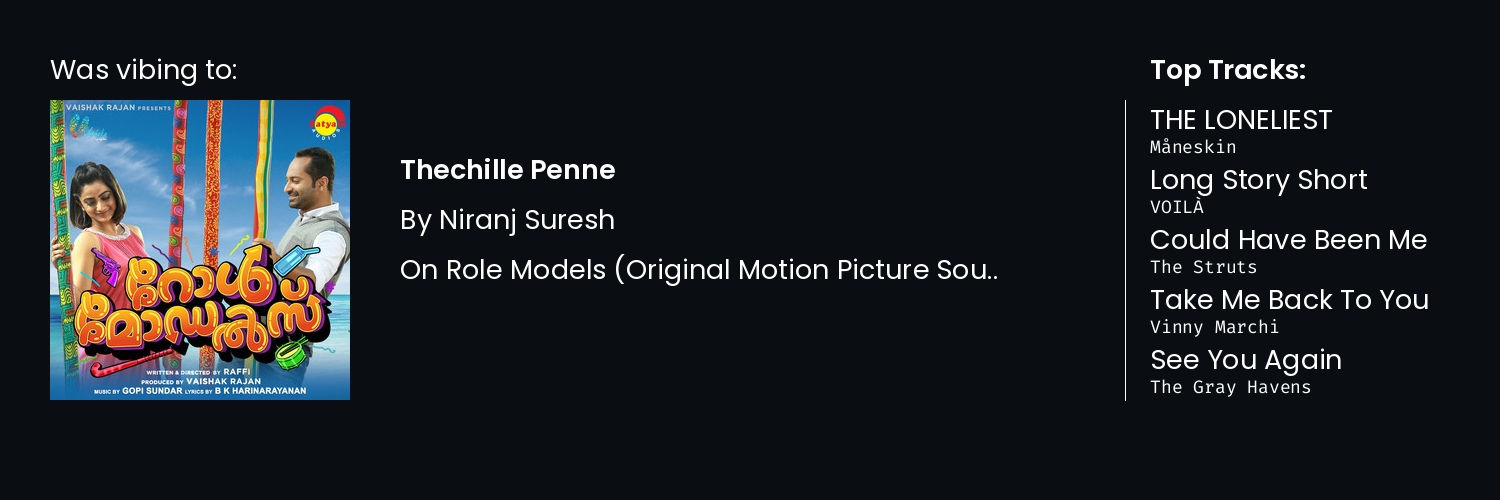 Was vibing to:
VAISHAK RAJAN PRESENTS
Satya
AUDIOS
റോൾ
മോഡൽസ്
WRITTEN & DIRECTED BY RAFFI
PRODUCED BY VAISHAK RAJAN
MUSIC BY GOPI SUNDAR LYRICS BY B K HARINARAYANAN
Thechille Penne
By Niranj Suresh
On Role Models (Original Motion Picture Sou..
Top Tracks:
THE LONELIEST
Måneskin
Long Story Short
VOILÀ
Could Have Been Me
The Struts
Take Me Back To You
Vinny Marchi
See You Again
The Gray Havens